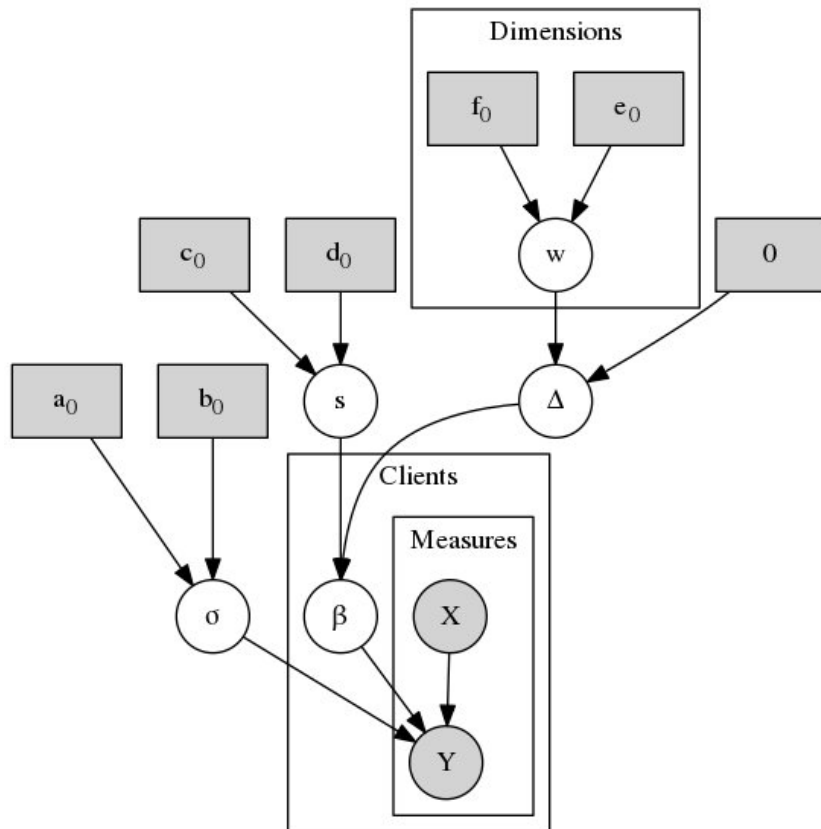 Dimensions
f₀
e₀
w
c₀
d₀
0
a₀
b₀
s
Δ
Clients
Measures
σ
β
X
Y